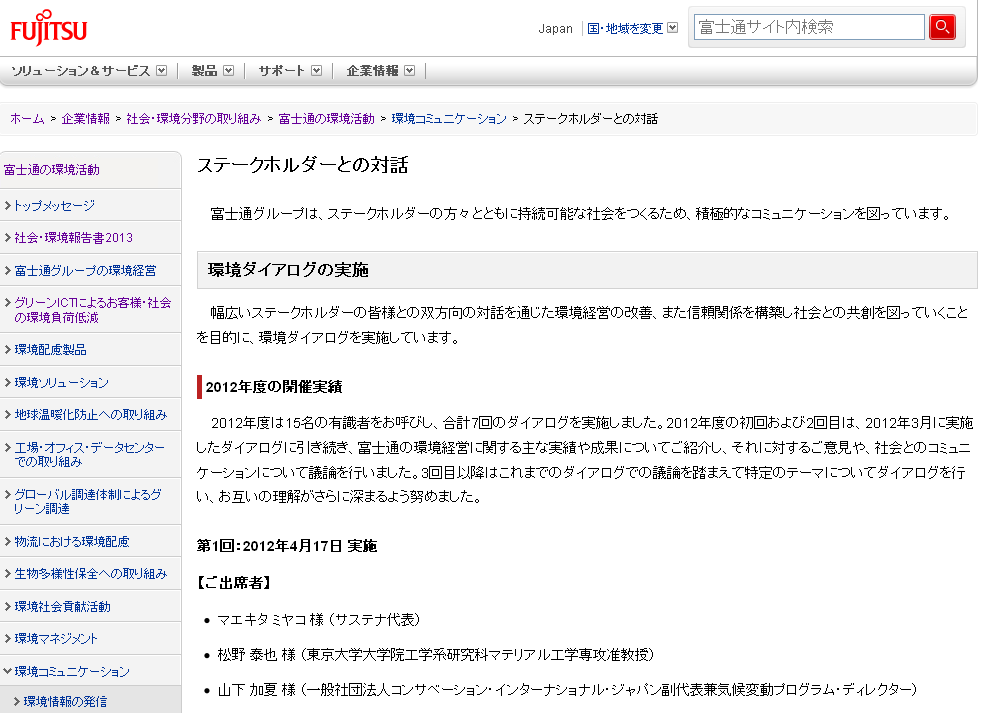 FUJITSU
Japan
国・地域を変更
富士通サイト内検索
ソリューション＆サービス
製品
サポート
企業情報
ホーム > 企業情報 > 社会・環境分野の取り組み > 富士通の環境活動 > 環境コミュニケーション > ステークホルダーとの対話
富士通の環境活動
トップメッセージ
社会・環境報告書2013
富士通グループの環境経営
グリーンICTによるお客様・社会
の環境負荷低減
環境配慮製品
環境ソリューション
地球温暖化防止への取り組み
工場・オフィス・データセンター
での取り組み
グローバル調達体制によるグ
リーン調達
物流における環境配慮
生物多様性保全への取り組み
環境社会貢献活動
環境マネジメント
環境コミュニケーション
環境情報の発信
ステークホルダーとの対話
富士通グループは、ステークホルダーの方々とともに持続可能な社会をつくるため、積極的なコミュニケーションを図っています。
環境ダイアログの実施
幅広いステークホルダーの皆様との双方向の対話を通じた環境経営の改善、また信頼関係を構築し社会との共創を図っていくこと
を目的に、環境ダイアログを実施しています。
2012年度の開催実績
2012年度は15名の有識者をお呼びし、合計7回のダイアログを実施しました。2012年度の初回および2回目は、2012年3月に実施
したダイアログに引き続き、富士通の環境経営に関する主な実績や成果についてご紹介し、それに対するご意見や、社会とのコミュニ
ケーションについて議論を行いました。3回目以降はこれまでのダイアログでの議論を踏まえて特定のテーマについてダイアログを行
い、お互いの理解がさらに深まるよう努めました。
第1回：2012年4月17日 実施
【ご出席者】
マエキタ ミヤコ 様 （サステナ代表）
松野 泰也 様 （東京大学大学院工学系研究科マテリアル工学専攻准教授）
山下 加夏 様 （一般社団法人コンサベーション・インターナショナル・ジャパン副代表兼気候変動プログラム・ディレクター）